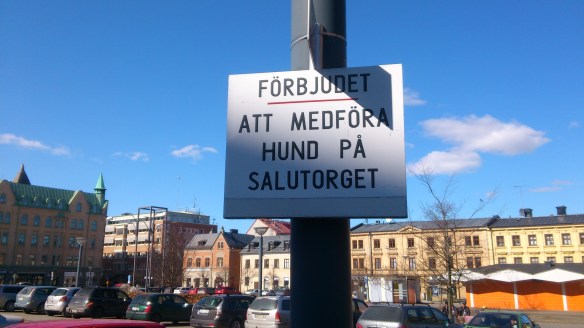 FÖRBJUDET
ATT MEDFÖRA
HUND PÅ
SALUTORGET